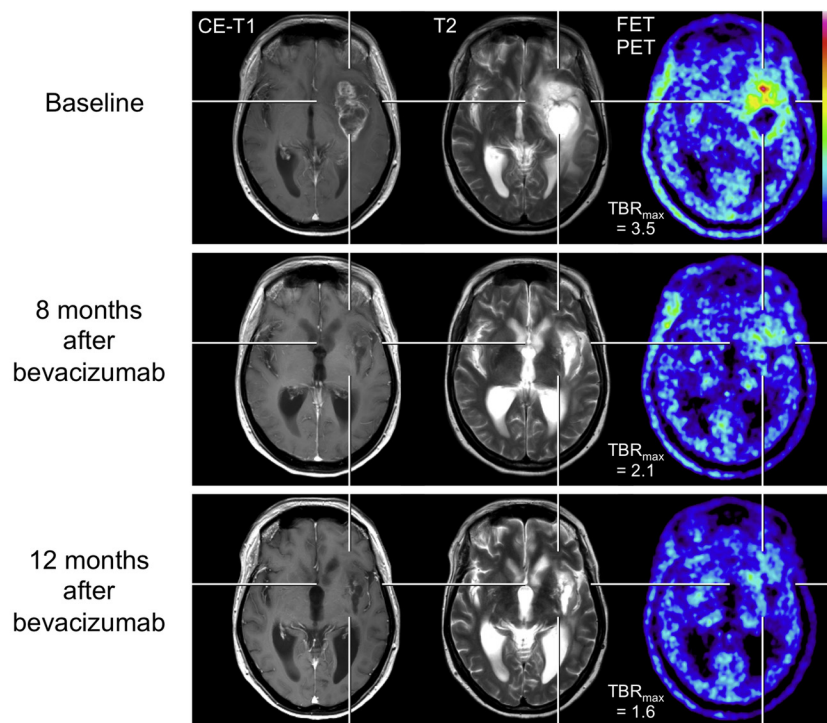 CE-T1
T2
FET
PET
Baseline
TBRmax
= 3.5
8 months
after
bevacizumab
TBRmax
= 2.1
12 months
after
bevacizumab
TBRmax
= 1.6